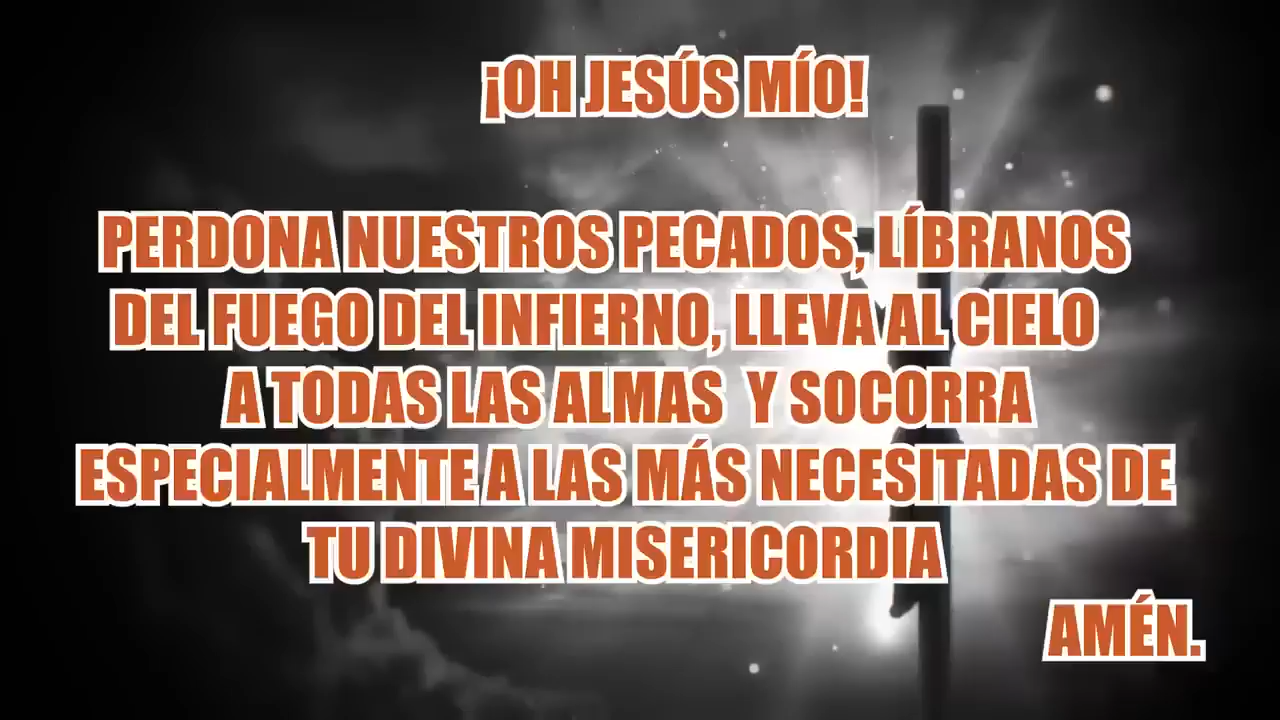 ¡OH JESÚS MÍO!
PERDONA NUESTROS PECADOS, LÍBRANOS
DEL FUEGO DEL INFIERNO, LLEVA AL CIELO
A TODAS LAS ALMAS Y SOCORRA
ESPECIALMENTE A LAS MÁS NECESITADAS DE
TU DIVINA MISERICORDIA
AMÉN.